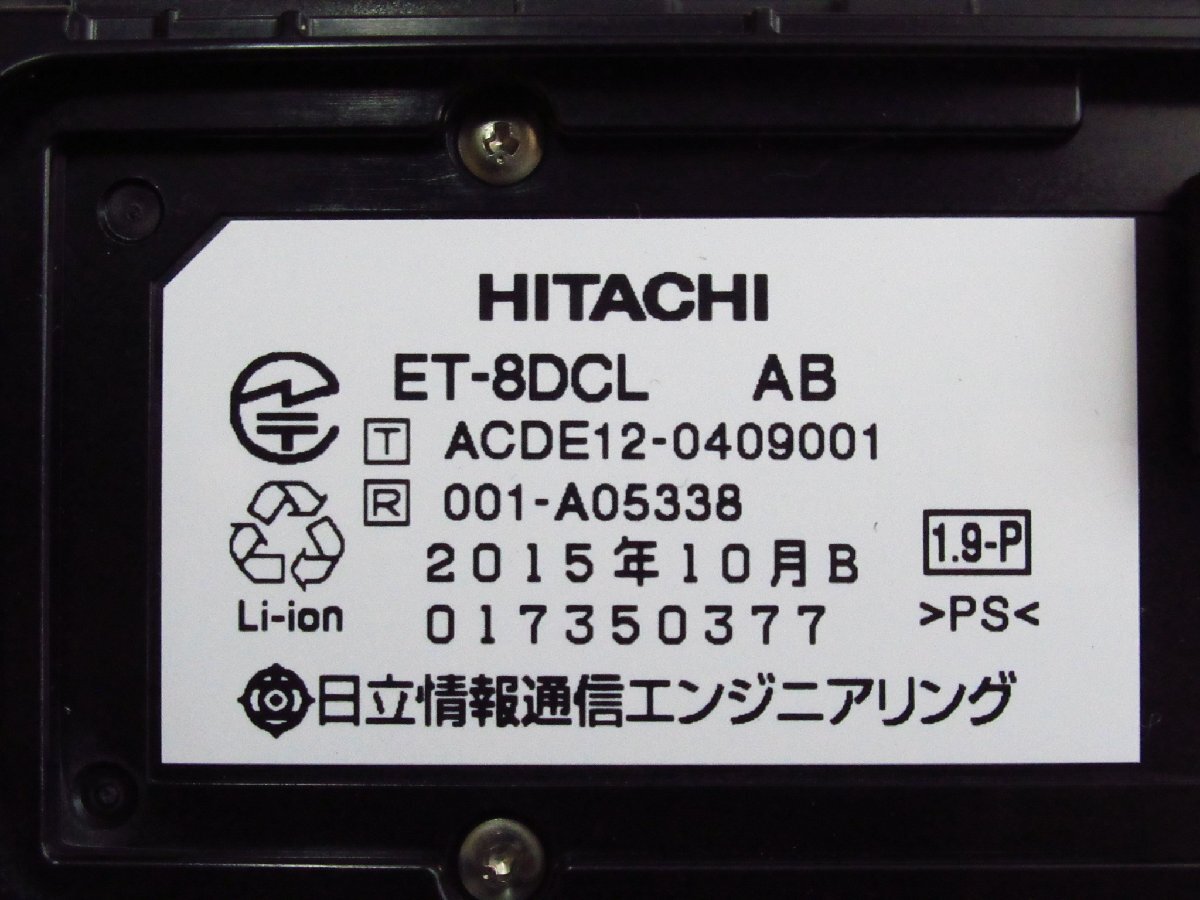 HITACHI
ET-8DCL AB
T ACDE12-0409001
R 001-A05338
2015年10月B
1.9-P
Li-ion
017350377
>PS<
日立情報通信エンジニアリング